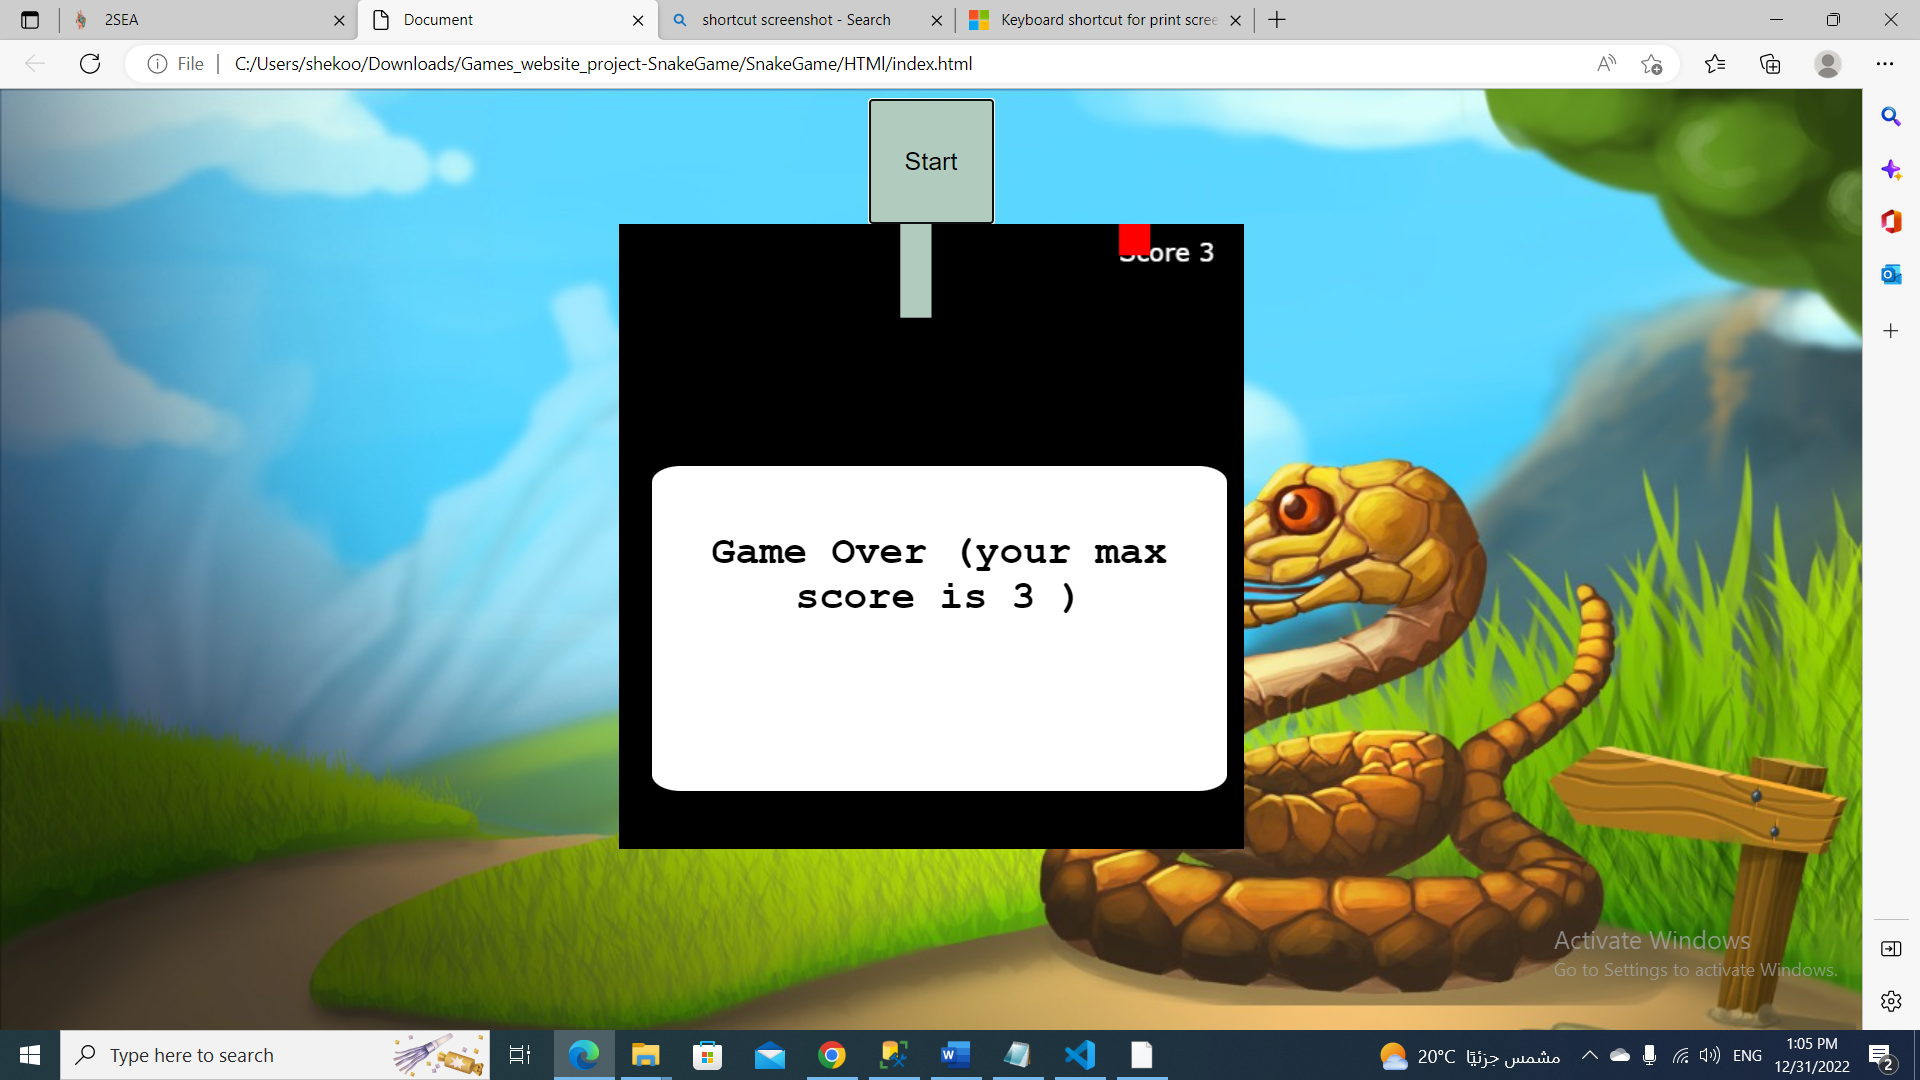 2SEA
Document
shortcut screenshot - Search
Keyboard shortcut for print scree
File
C:/Users/shekoo/Downloads/Games_website_project-SnakeGame/SnakeGame/HTMl/index.html
Start
Score 3
Game Over (your max
score is 3 )
Activate Windows
Go to Settings to activate Windows.
Type here to search
20°C مشمس جزئيًا
ENG
1:05 PM
12/31/2022
2